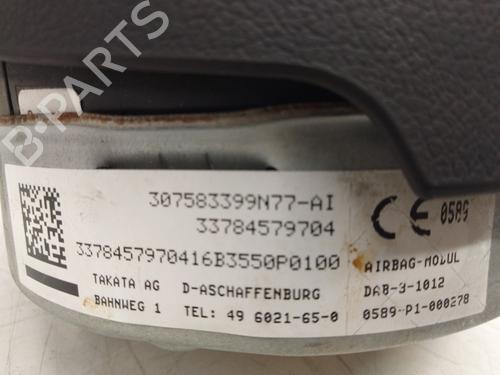 B-PARTS
307583399N77-AI
33784579704
3378457970416B3550P0100
TAKATA AG D-ASCHAFFENBURG
BAHNWEG 1 TEL: 49 6021-65-0
CE 0589
AIRBAG-MODUL
DAB-3-1012
0589-P1-000278